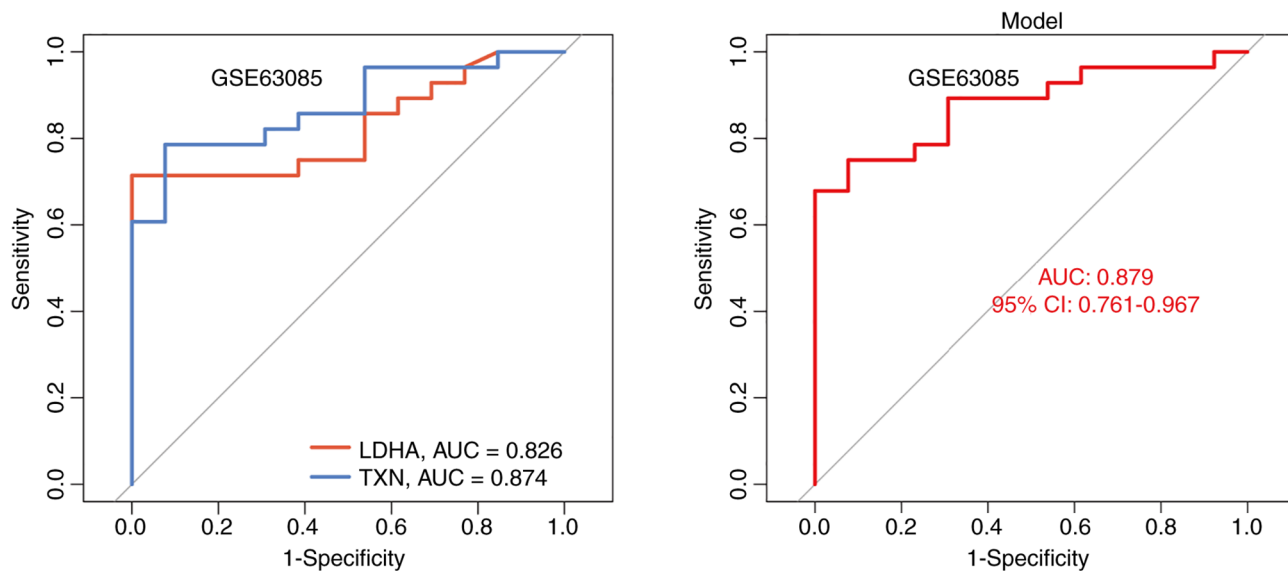 GSE63085
1.0
0.8
0.6
0.4
0.2
0.0
Sensitivity
LDHA, AUC = 0.826
TXN, AUC = 0.874
0.0 0.2 0.4 0.6 0.8 1.0
1-Specificity
Model
GSE63085
1.0
0.8
0.6
0.4
0.2
0.0
Sensitivity
AUC: 0.879
95% CI: 0.761-0.967
0.0 0.2 0.4 0.6 0.8 1.0
1-Specificity